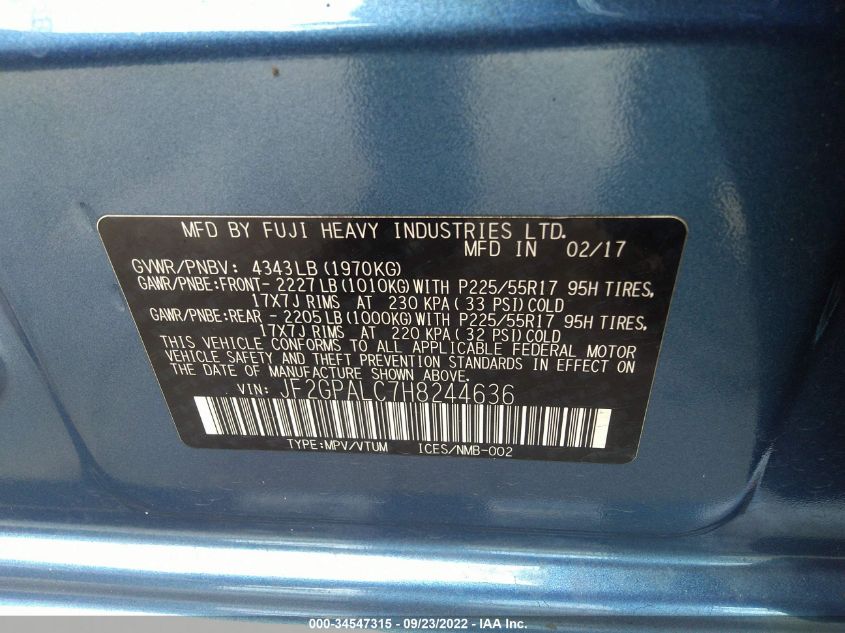 MFD BY FUJI HEAVY INDUSTRIES LTD.
MFD IN 02/17
GVWR/PNBV: 4343LB(1970KG)
GAWR/PNBE:FRONT- 2227LB(1010KG)WITH P225/55R17 95H TIRES,
17X7J RIMS AT 230 KPA(33 PSI)COLD
GAWR/PNBE:REAR - 2205LB(1000KG)WITH P225/55R17 95H TIRES,
17X7J RIMS AT 220 KPA(32 PSI)COLD
THIS VEHICLE CONFORMS TO ALL APPLICABLE FEDERAL MOTOR
VEHICLE SAFETY AND THEFT PREVENTION STANDARDS IN EFFECT ON
THE DATE OF MANUFACTURE SHOWN ABOVE.
VIN: JF2GPALC7H8244636
TYPE:MPV/VTUM ICES/NMB-002
000-34547315 - 09/23/2022 - IAA Inc.